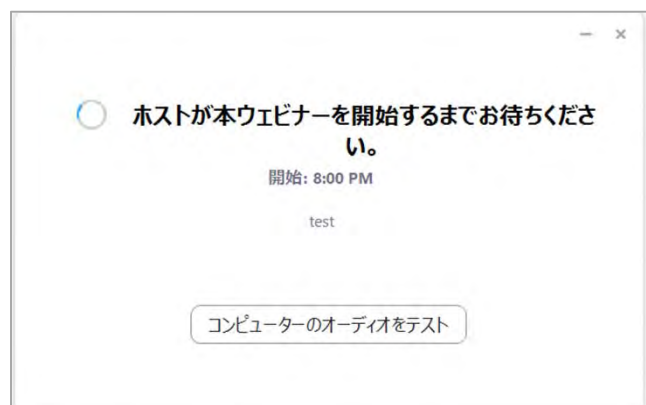 ホストが本ウェビナーを開始するまでお待ちくださ
い。
開始: 8:00 PM
test
コンピューターのオーディオをテスト